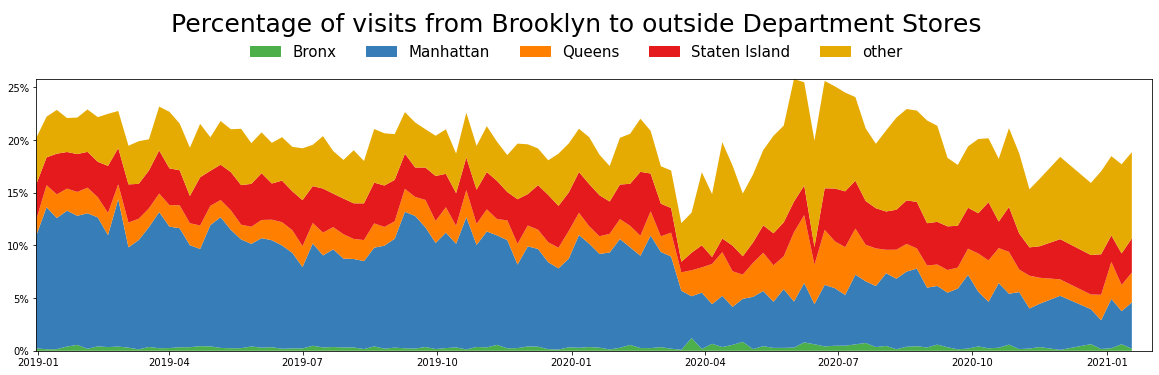 Percentage of visits from Brooklyn to outside Department Stores
Bronx Manhattan Queens Staten Island other
25%
20%
15%
10%
5%
0%
2019-01 2019-04 2019-07 2019-10 2020-01 2020-04 2020-07 2020-10 2021-01